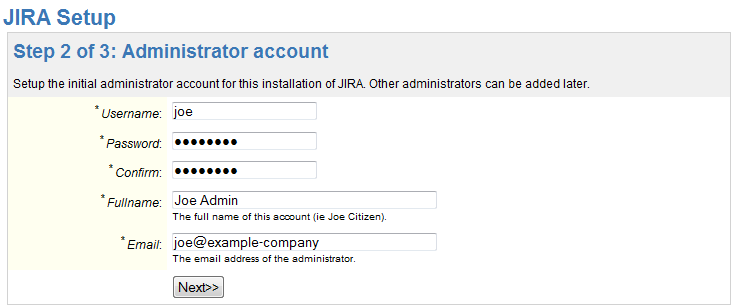 JIRA Setup
Step 2 of 3: Administrator account
Setup the initial administrator account for this installation of JIRA. Other administrators can be added later.
* Username: joe
* Password: ●●●●●●●●
* Confirm: ●●●●●●●●
* Fullname: Joe Admin
The full name of this account (ie Joe Citizen).
* Email: joe@example-company
The email address of the administrator.
Next>>